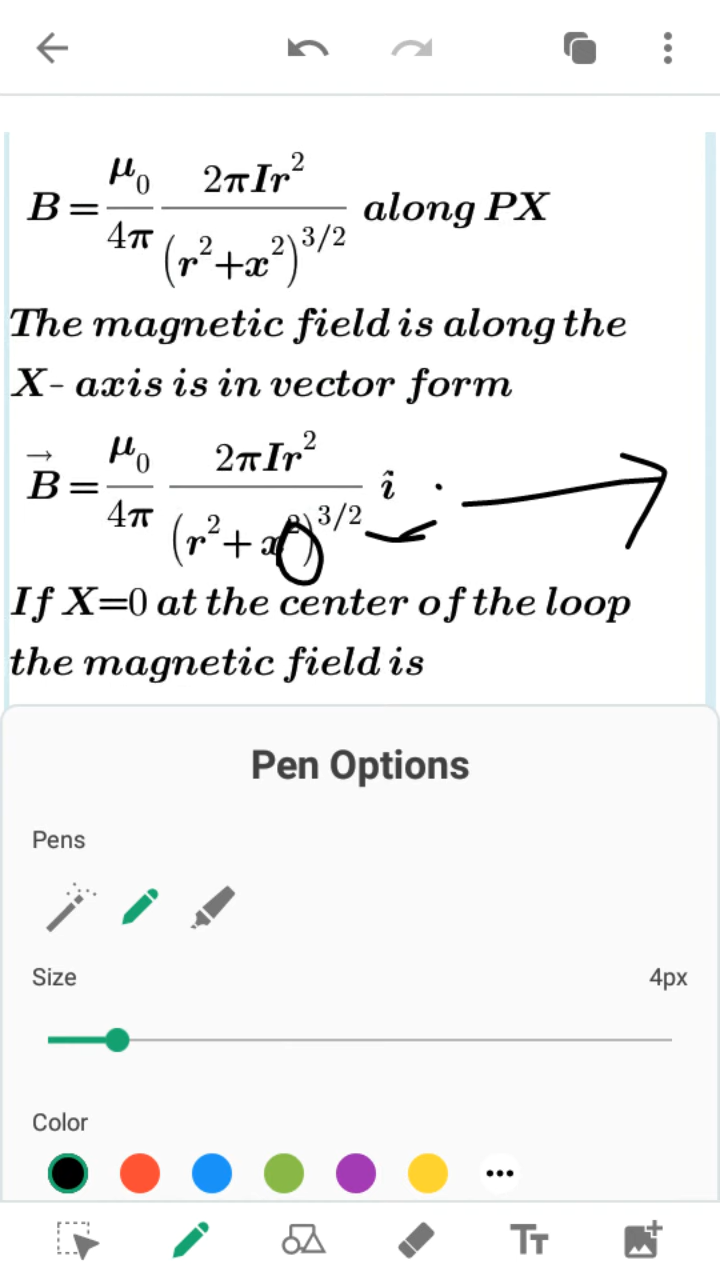 B = μ₀/4π 2πIr²/(r²+x²)^3/2 along PX
The magnetic field is along the
X- axis is in vector form
B⃗ = μ₀/4π 2πIr²/(r²+x²)^3/2 î .
If X=0 at the center of the loop
the magnetic field is
Pen Options
Pens
Size 4px
Color
TT